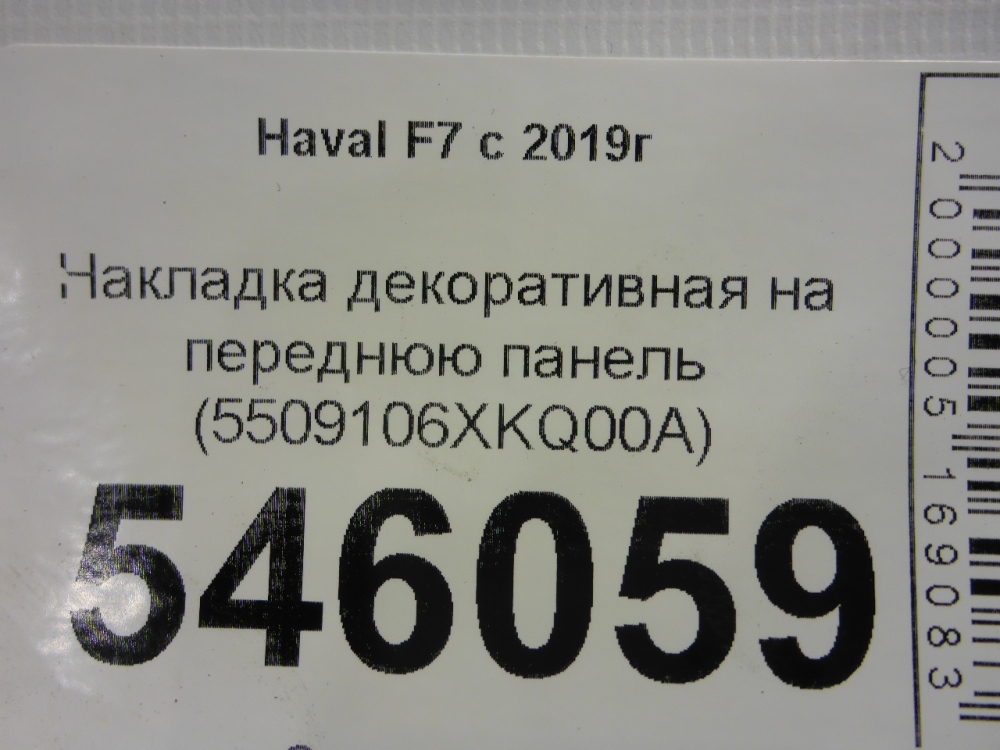 Haval F7 с 2019г
Накладка декоративная на
переднюю панель
(5509106XKQ00A)
546059
2000005169083